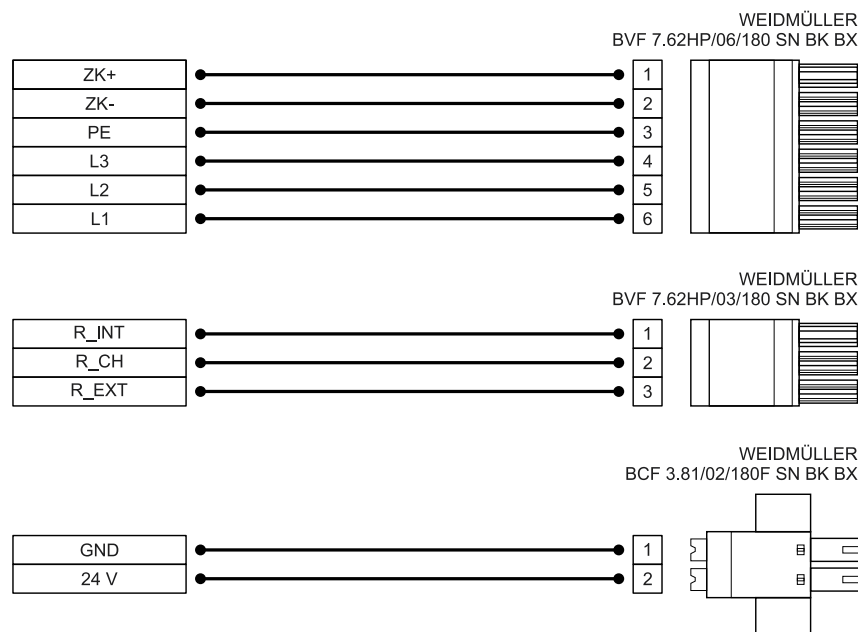 WEIDMÜLLER
BVF 7.62HP/06/180 SN BK BX
ZK+ 1
ZK- 2
PE 3
L3 4
L2 5
L1 6
WEIDMÜLLER
BVF 7.62HP/03/180 SN BK BX
R_INT 1
R_CH 2
R_EXT 3
WEIDMÜLLER
BCF 3.81/02/180F SN BK BX
GND 1
24 V 2